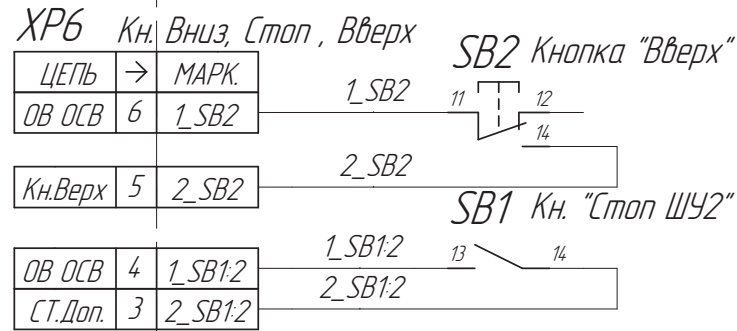 XP6 Кн. Вниз, Стоп , Вверх
SB2 Кнопка "Вверх"
ЦЕПЬ → МАРК.
1_SB2 11 12
0В ОСВ 6 1_SB2
14
2_SB2
Кн.Верх 5 2_SB2
SB1 Кн. "Стоп ШУ2"
1_SB1:2 13 14
0В ОСВ 4 1_SB1:2
2_SB1:2
СТ.Доп. 3 2_SB1:2